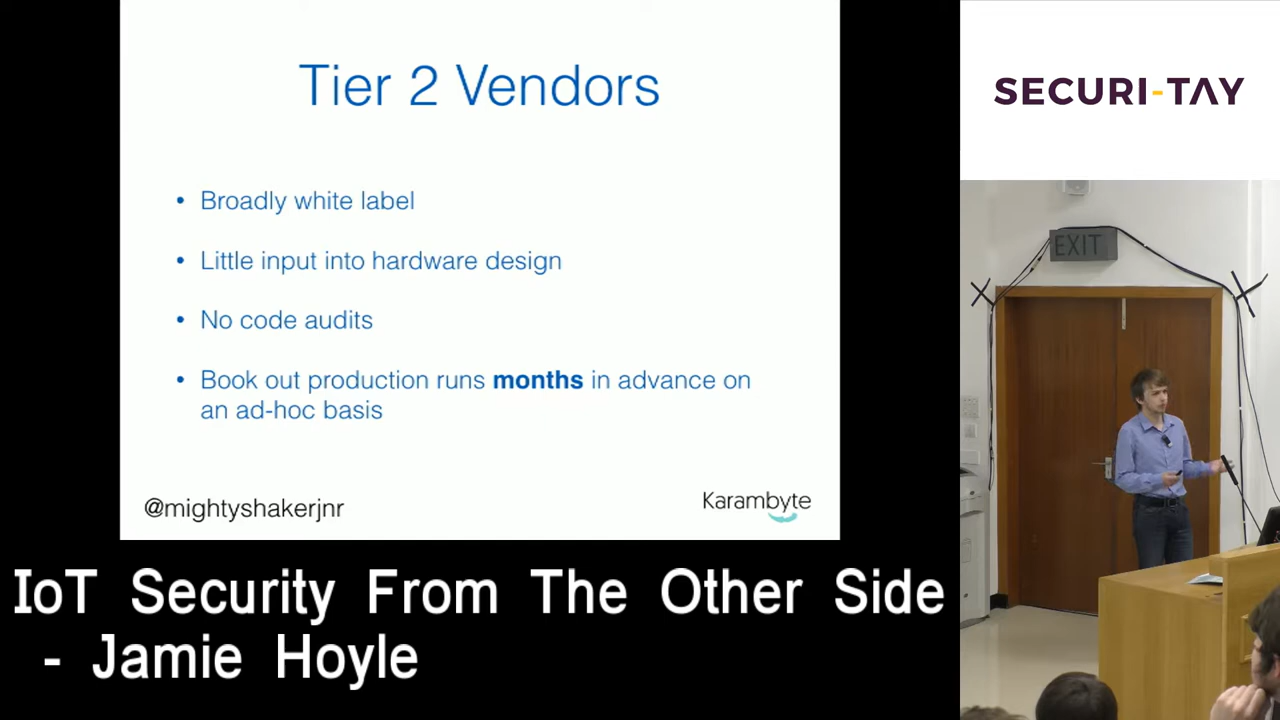 Tier 2 Vendors
• Broadly white label
• Little input into hardware design
• No code audits
• Book out production runs months in advance on
an ad-hoc basis
@mightyshakerjnr
Karambyte
SECURI-TAY
EXIT
IoT Security From The Other Side
- Jamie Hoyle